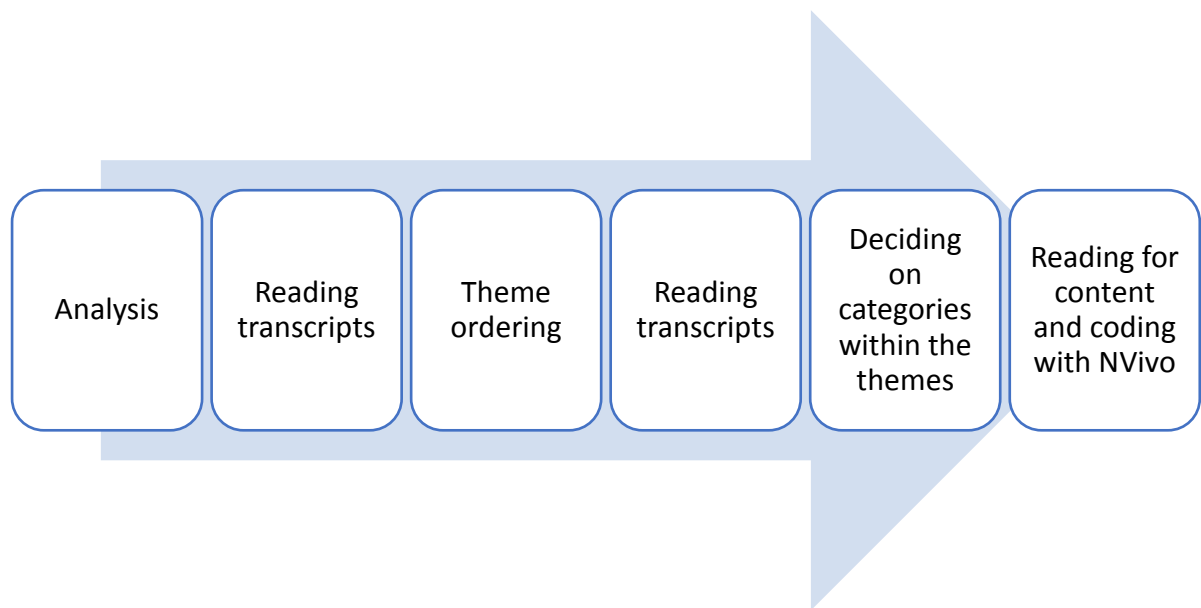 Analysis
Reading
transcripts
Theme
ordering
Reading
transcripts
Deciding
on
categories
within the
themes
Reading for
content
and coding
with NVivo